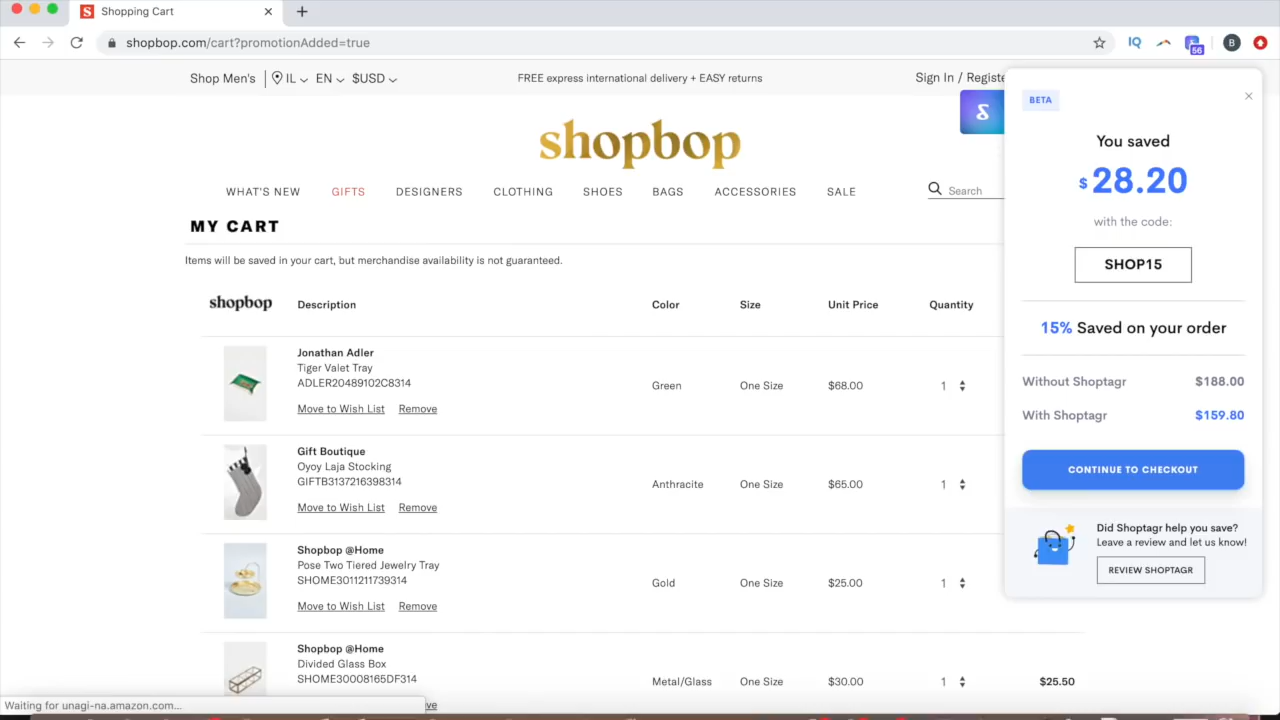 Shopping Cart
shopbop.com/cart?promotionAdded=true
IQ
56
B
Shop Men's
IL
EN
$USD
FREE express international delivery + EASY returns
Sign In / Registe
shopbop
WHAT'S NEW
GIFTS
DESIGNERS
CLOTHING
SHOES
BAGS
ACCESSORIES
SALE
Search
MY CART
Items will be saved in your cart, but merchandise availability is not guaranteed.
shopbop
Description
Color
Size
Unit Price
Quantity
Jonathan Adler
Tiger Valet Tray
ADLER20489102C8314
Move to Wish List
Remove
Green
One Size
$68.00
1
Gift Boutique
Oyoy Laja Stocking
GIFTB3137216398314
Move to Wish List
Remove
Anthracite
One Size
$65.00
1
Shopbop @Home
Pose Two Tiered Jewelry Tray
SHOME3011211739314
Move to Wish List
Remove
Gold
One Size
$25.00
1
Shopbop @Home
Divided Glass Box
SHOME30008165DF314
Metal/Glass
One Size
$30.00
1
$25.50
Waiting for unagi-na.amazon.com...
BETA
You saved
$ 28.20
with the code:
SHOP15
15% Saved on your order
Without Shoptagr
$188.00
With Shoptagr
$159.80
CONTINUE TO CHECKOUT
Did Shoptagr help you save?
Leave a review and let us know!
REVIEW SHOPTAGR